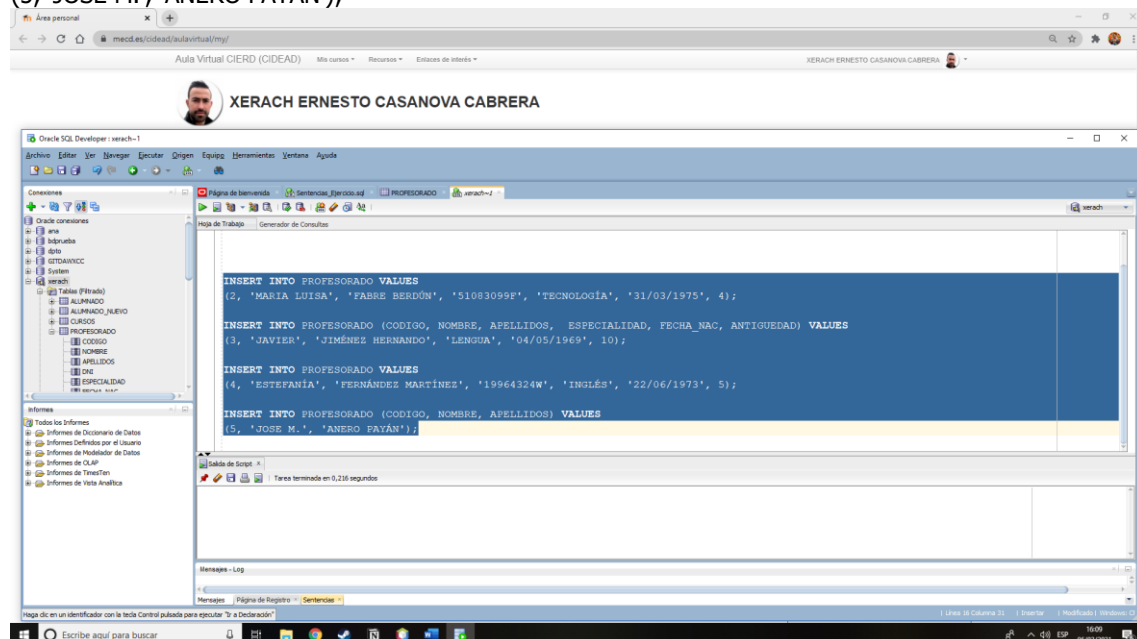 (5, 'JOSE M.', 'ANERO PAYÁN');
Área personal
mecd.es/cidead/aulavirtual/my/
Aula Virtual CIERD (CIDEAD) Mis cursos Recursos Enlaces de interés XERACH ERNESTO CASANOVA CABRERA
XERACH ERNESTO CASANOVA CABRERA
Oracle SQL Developer : xerach~1
Archivo Editar Ver Navegar Ejecutar Origen Equipo Herramientas Ventana Ayuda
Conexiones
Página de bienvenida Sentencias_Ejercicio.sql PROFESORADO xerach~1
xerach
Hoja de Trabajo Generador de Consultas
Oracle conexiones
ana
bdprueba
dpto
GITDAWXCC
System
xerach
Tablas (Filtrado)
ALUMNADO
ALUMNADO_NUEVO
CURSOS
PROFESORADO
CODIGO
NOMBRE
APELLIDOS
DNI
ESPECIALIDAD
FECHA_NAC
INSERT INTO PROFESORADO VALUES
(2, 'MARIA LUISA', 'FABRE BERDÚN', '51083099F', 'TECNOLOGÍA', '31/03/1975', 4);
INSERT INTO PROFESORADO (CODIGO, NOMBRE, APELLIDOS, ESPECIALIDAD, FECHA_NAC, ANTIGUEDAD) VALUES
(3, 'JAVIER', 'JIMÉNEZ HERNANDO', 'LENGUA', '04/05/1969', 10);
INSERT INTO PROFESORADO VALUES
(4, 'ESTEFANÍA', 'FERNÁNDEZ MARTÍNEZ', '19964324W', 'INGLÉS', '22/06/1973', 5);
INSERT INTO PROFESORADO (CODIGO, NOMBRE, APELLIDOS) VALUES
(5, 'JOSE M.', 'ANERO PAYÁN');
Informes
Todos los Informes
Informes de Diccionario de Datos
Informes Definidos por el Usuario
Informes de Modelador de Datos
Informes de OLAP
Informes de TimesTen
Informes de Vista Analítica
Salida de Script
Tarea terminada en 0,216 segundos
Mensajes - Log
Mensajes Página de Registro Sentencias
Haga clic en un identificador con la tecla Control pulsada para ejecutar "Ir a Declaración"
Línea 16 Columna 31 Insertar Modificado Windows: C
Escribe aquí para buscar
ESP 16:09